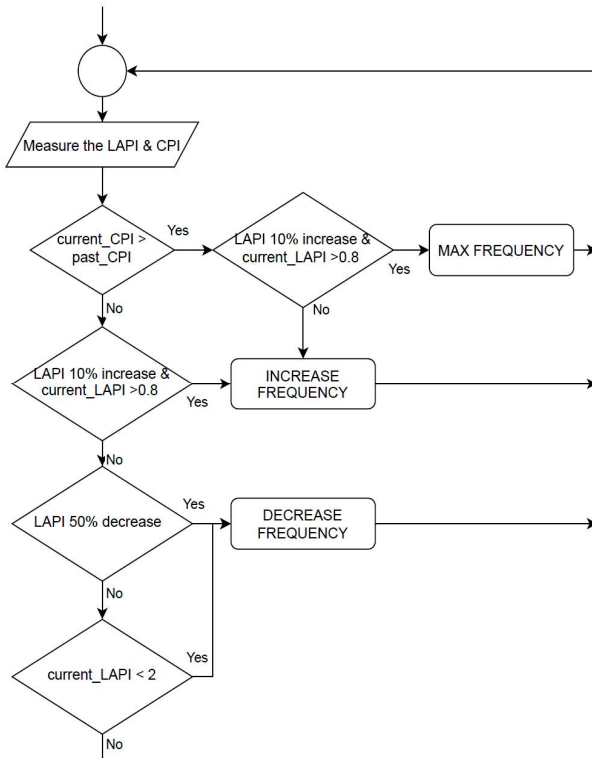 Measure the LAPI & CPI
current_CPI >
past_CPI
Yes
LAPI 10% increase &
current_LAPI >0.8
Yes
MAX FREQUENCY
No
No
LAPI 10% increase &
current_LAPI >0.8
Yes
INCREASE
FREQUENCY
No
LAPI 50% decrease
Yes
DECREASE
FREQUENCY
No
current_LAPI < 2
Yes
No